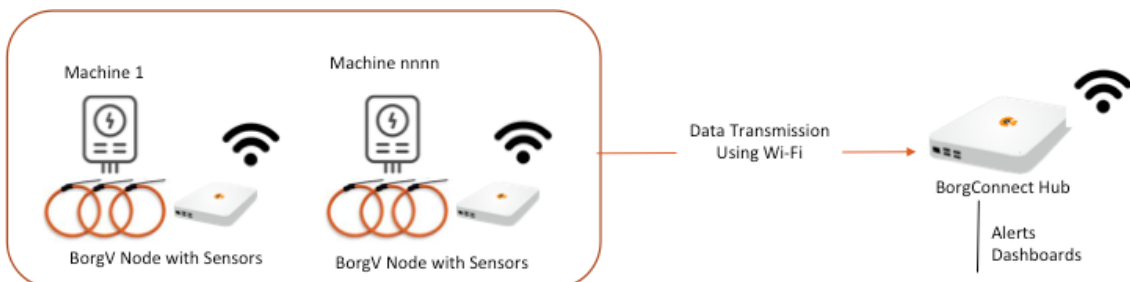 Machine 1
Machine nnnn
BorgV Node with Sensors
BorgV Node with Sensors
Data Transmission
Using Wi-Fi
BorgConnect Hub
Alerts
Dashboards